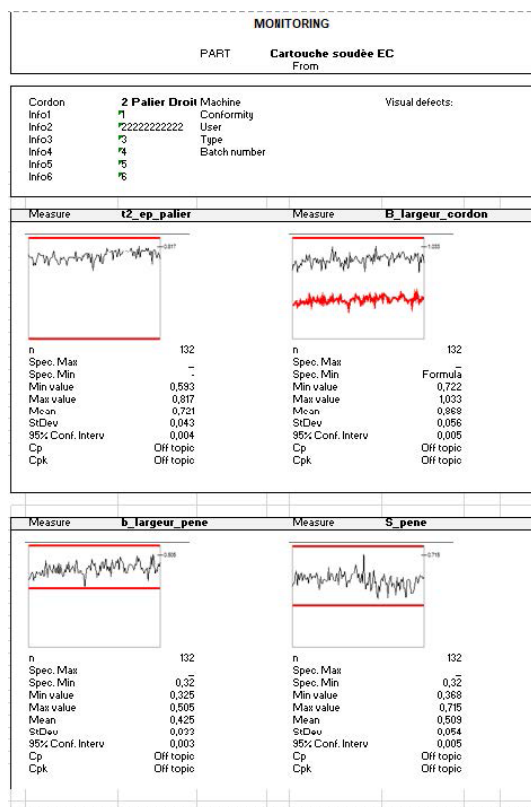 MONITORING
PART Cartouche soudée EC
From
Cordon 2 Palier Droit Machine Visual defects:
Info1 1 Conformity
Info2 22222222222 User
Info3 3 Type
Info4 4 Batch number
Info5 5
Info6 6
Measure t2_ep_palier
0.817
n 132
Spec. Max _
Spec. Min -
Min value 0,593
Max value 0,817
Mean 0,721
StDev 0,043
95% Conf. Interv 0,004
Cp Off topic
Cpk Off topic
Measure B_largeur_cordon
1.033
n 132
Spec. Max _
Spec. Min Formula
Min value 0,722
Max value 1,033
Mean 0,868
StDev 0,056
95% Conf. Interv 0,005
Cp Off topic
Cpk Off topic
Measure b_largeur_pene
0.505
n 132
Spec. Max _
Spec. Min 0,32
Min value 0,325
Max value 0,505
Mean 0,425
StDev 0,033
95% Conf. Interv 0,003
Cp Off topic
Cpk Off topic
Measure S_pene
0.715
n 132
Spec. Max _
Spec. Min 0,32
Min value 0,368
Max value 0,715
Mean 0,509
StDev 0,054
95% Conf. Interv 0,005
Cp Off topic
Cpk Off topic